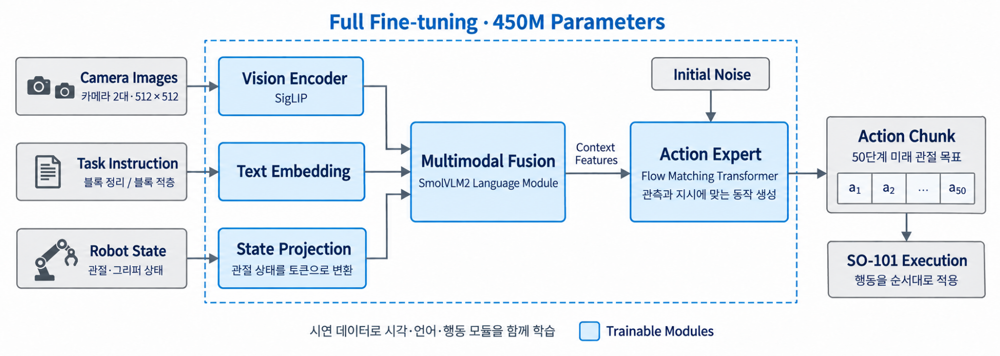 Full Fine-tuning · 450M Parameters
Camera Images
카메라 2대 · 512 × 512
Vision Encoder
SigLIP
Initial Noise
Task Instruction
블록 정리 / 블록 적층
Text Embedding
Multimodal Fusion
SmolVLM2 Language Module
Context
Features
Action Expert
Flow Matching Transformer
관측과 지시에 맞는 동작 생성
Action Chunk
50단계 미래 관절 목표
a₁ a₂ … a₅₀
Robot State
관절·그리퍼 상태
State Projection
관절 상태를 토큰으로 변환
SO-101 Execution
행동을 순서대로 적용
시연 데이터로 시각·언어·행동 모듈을 함께 학습
Trainable Modules